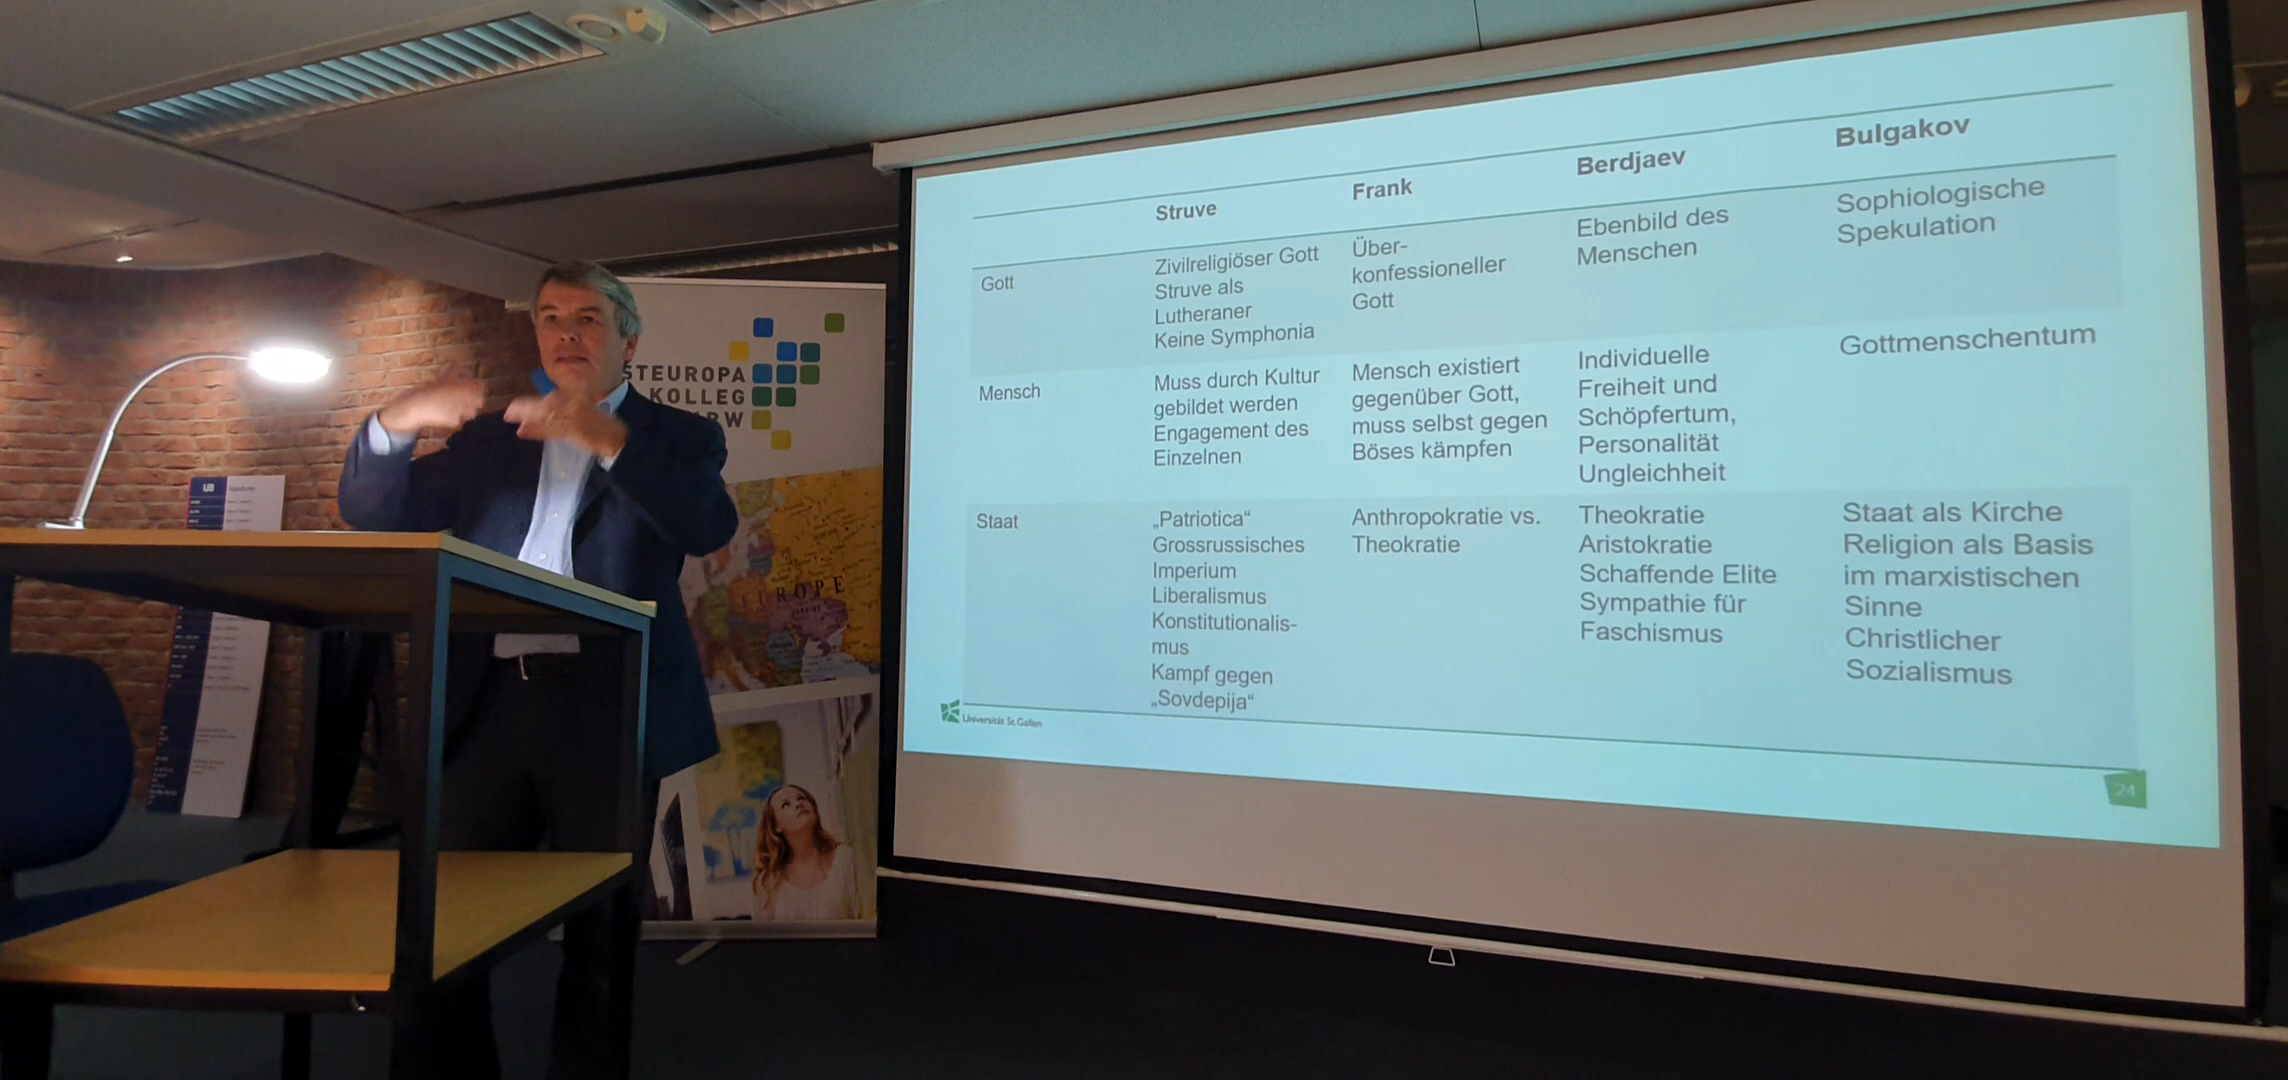 Struve
Frank
Berdjaev
Bulgakov
Gott
Zivilreligiöser Gott
Struve als
Lutheraner
Keine Symphonia
Über-
konfessioneller
Gott
Ebenbild des
Menschen
Sophiologische
Spekulation
Mensch
Muss durch Kultur
gebildet werden
Engagement des
Einzelnen
Mensch existiert
gegenüber Gott,
muss selbst gegen
Böses kämpfen
Individuelle
Freiheit und
Schöpfertum,
Personalität
Ungleichheit
Gottmenschentum
Staat
„Patriotica“
Grossrussisches
Imperium
Liberalismus
Konstitutionalis-
mus
Kampf gegen
„Sovdepija“
Anthropokratie vs.
Theokratie
Theokratie
Aristokratie
Schaffende Elite
Sympathie für
Faschismus
Staat als Kirche
Religion als Basis
im marxistischen
Sinne
Christlicher
Sozialismus
Universität St.Gallen
24
STEUROPA
KOLLEG
RW
EUROPE
UB